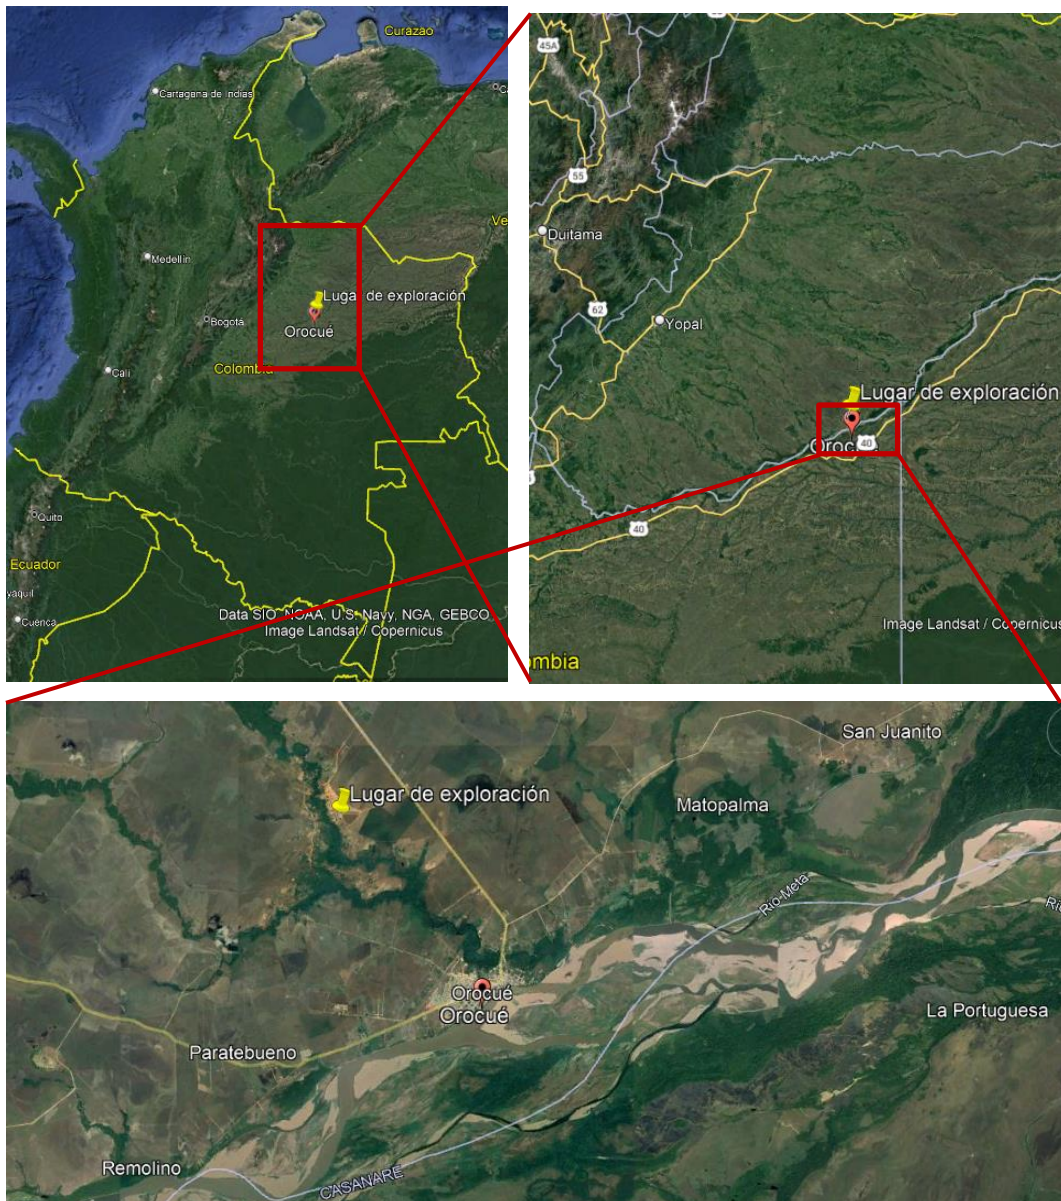 Curazao
Cartagena de Indias
Ve
Medellín
Lugar de exploración
Bogotá
Orocué
Colombia
Cali
Quito
Ecuador
yaquil
Cuenca
Data SIO, NOAA, U.S. Navy, NGA, GEBCO
Image Landsat / Copernicus
45A
55
Duitama
62
Yopal
Lugar de exploración
40
40
Image Landsat / Copernicus
mbia
San Juanito
Lugar de exploración
Matopalma
Río Meta
Orocué
Orocué
La Portuguesa
Paratebueno
Remolino
CASANARE